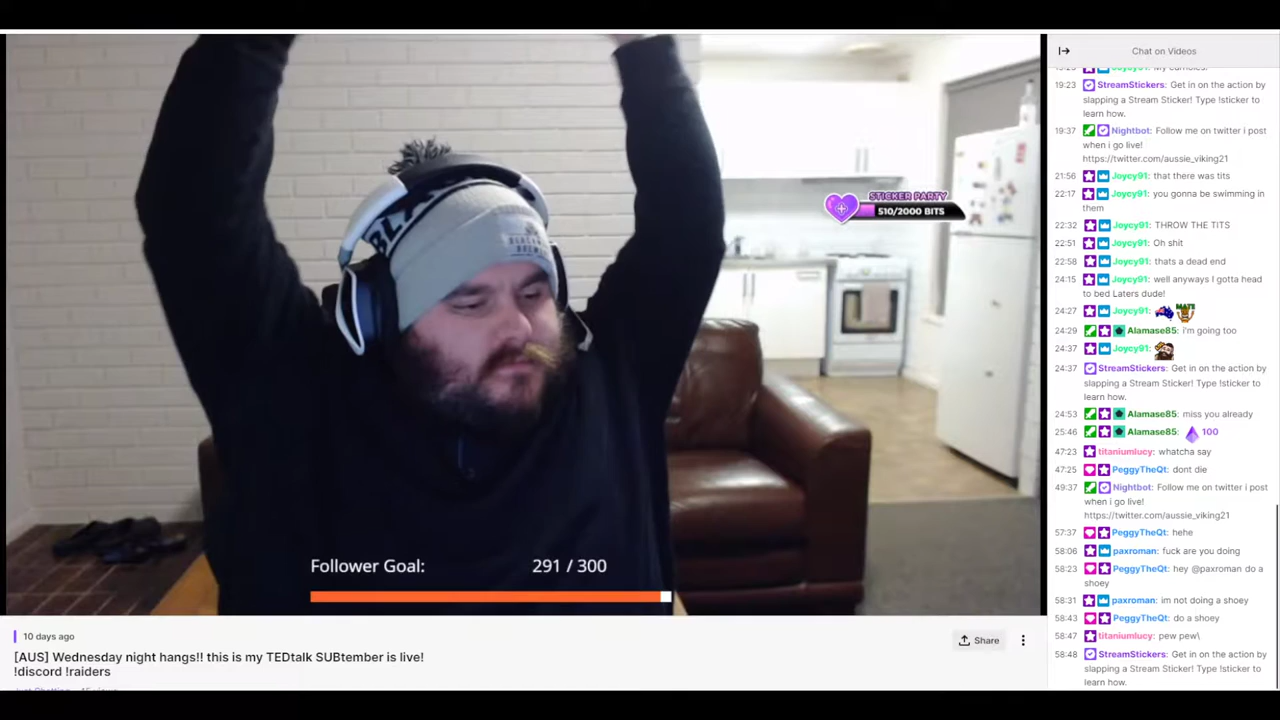 STICKER PARTY
510/2000 BITS
Follower Goal: 291 / 300
10 days ago
[AUS] Wednesday night hangs!! this is my TEDtalk SUBtember is live!
!discord !raiders
Share
Chat on Videos
19:23 StreamStickers: Get in on the action by
slapping a Stream Sticker! Type !sticker to
learn how.
19:37 Nightbot: Follow me on twitter i post
when i go live!
https://twitter.com/aussie_viking21
21:56 Joycy91: that there was tits
22:17 Joycy91: you gonna be swimming in
them
22:32 Joycy91: THROW THE TITS
22:51 Joycy91: Oh shit
22:58 Joycy91: thats a dead end
24:15 Joycy91: well anyways I gotta head
to bed Laters dude!
24:27 Joycy91: MATE
24:29 Alamase85: i'm going too
24:37 Joycy91:
24:37 StreamStickers: Get in on the action by
slapping a Stream Sticker! Type !sticker to
learn how.
24:53 Alamase85: miss you already
25:46 Alamase85: 100
47:23 titaniumlucy: whatcha say
47:25 PeggyTheQt: dont die
49:37 Nightbot: Follow me on twitter i post
when i go live!
https://twitter.com/aussie_viking21
57:37 PeggyTheQt: hehe
58:06 paxroman: fuck are you doing
58:23 PeggyTheQt: hey @paxroman do a
shoey
58:31 paxroman: im not doing a shoey
58:43 PeggyTheQt: do a shoey
58:47 titaniumlucy: pew pew\
58:48 StreamStickers: Get in on the action by
slapping a Stream Sticker! Type !sticker to
learn how.